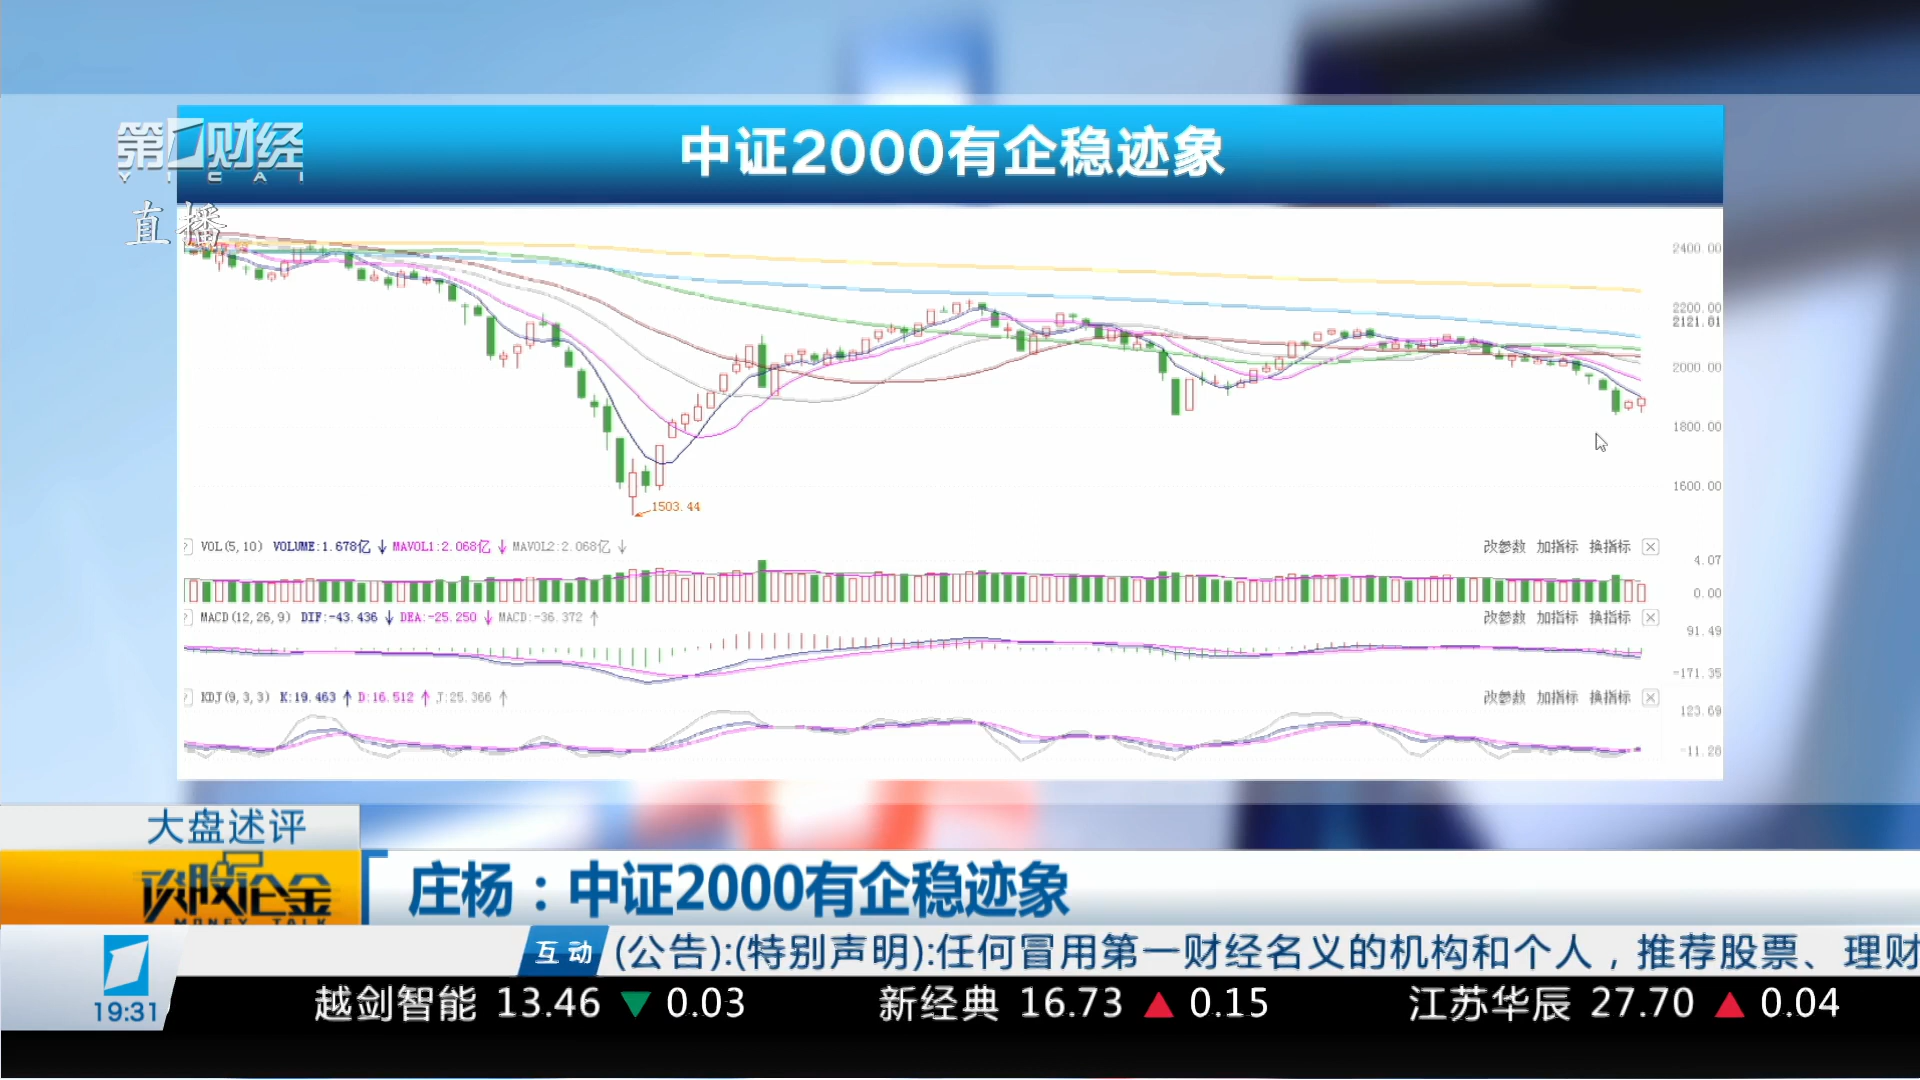 第一财经
YICAI
直播
中证2000有企稳迹象
2400.00
2200.00
2121.61
2000.00
1800.00
1600.00
1503.44
VOL(5,10) VOLUME:1.678亿 ↓ MAVOL1:2.068亿 ↓ MAVOL2:2.068亿 ↓
改参数 加指标 换指标
4.07
0.00
MACD(12,26,9) DIF:-43.436 ↓ DEA:-25.250 ↓ MACD:-36.372 ↑
改参数 加指标 换指标
91.49
-171.35
KDJ(9,3,3) K:19.463 ↑ D:16.512 ↑ J:25.366 ↑
改参数 加指标 换指标
123.69
-11.26
大盘述评
谈股论金
MONEY TALK
庄杨：中证2000有企稳迹象
互动 (公告):(特别声明):任何冒用第一财经名义的机构和个人，推荐股票、理财
19:31
越剑智能 13.46 ▼ 0.03 新经典 16.73 ▲ 0.15 江苏华辰 27.70 ▲ 0.04